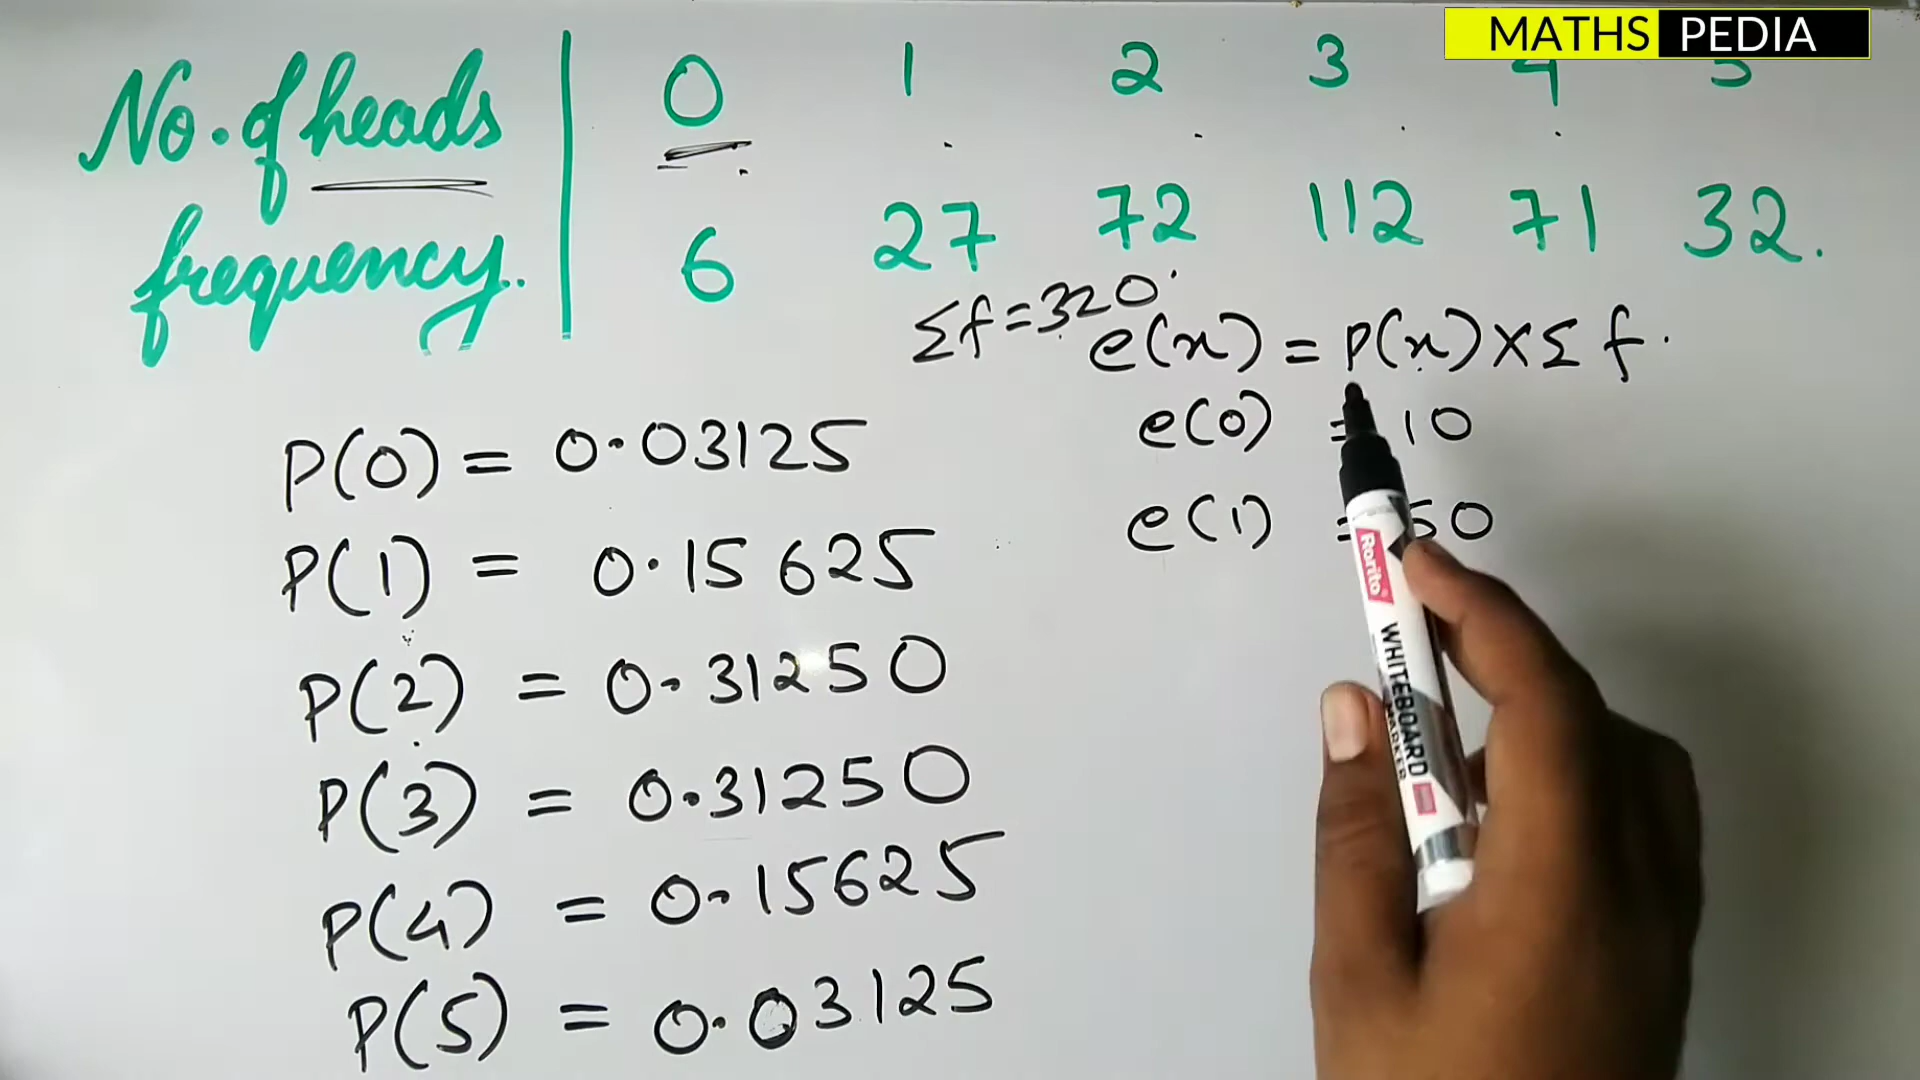 MATHS PEDIA
No. of heads 0 1 2 3 4 5
frequency. 6 27 72 112 71 32.
Σf=320
e(x) = P(x) X Σ f.
P(0) = 0.03125
e(0) = 10
P(1) = 0.15625
e(1) = 50
P(2) = 0.31250
P(3) = 0.31250
P(4) = 0.15625
P(5) = 0.03125
Rorito
WHITEBOARD
MARKER